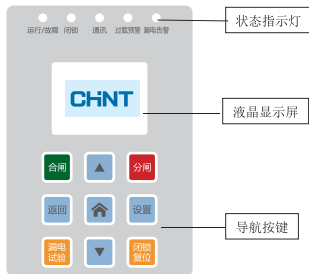 状态指示灯
运行/故障 闭锁 通讯 过载预警 漏电告警
CHNT
液晶显示屏
合闸 分闸
返回 设置
导航按键
漏电试验 闭锁复位